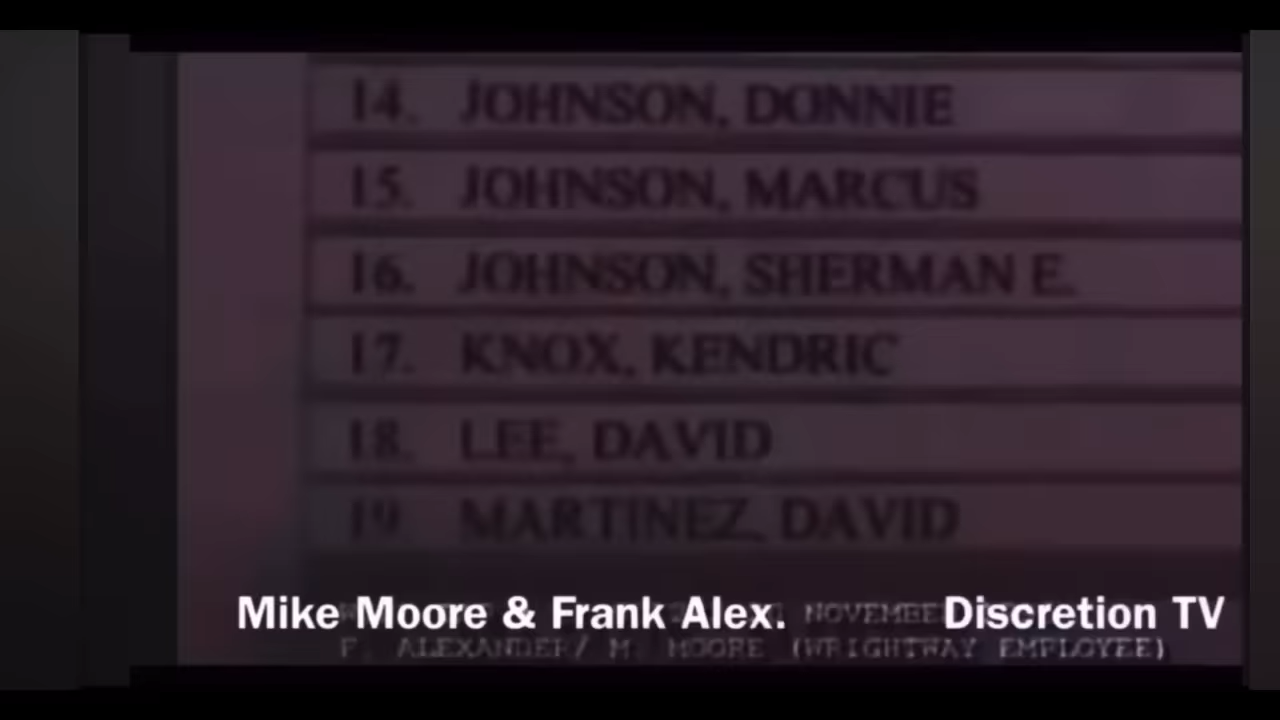 14. JOHNSON, DONNIE
15. JOHNSON, MARCUS
16. JOHNSON, SHERMAN E.
17. KNOX, KENDRIC
18. LEE, DAVID
19. MARTINEZ, DAVID
Mike Moore & Frank Alex. Discretion TV
NOVEMBER
F. ALEXANDER/ M. MOORE (WRIGHTWAY EMPLOYEE)